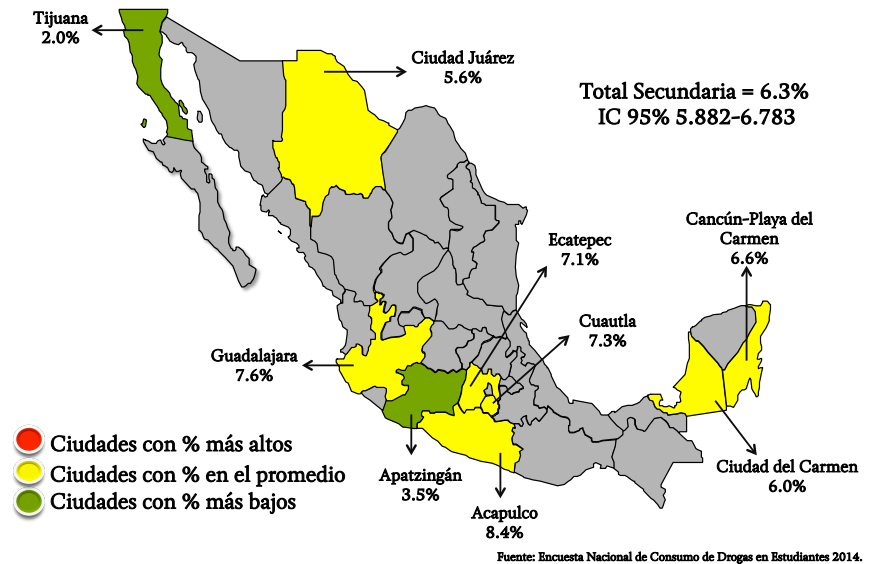 Tijuana
2.0%
Ciudad Juárez
5.6%
Total Secundaria = 6.3%
IC 95% 5.882-6.783
Cancún-Playa del
Carmen
6.6%
Ecatepec
7.1%
Cuautla
7.3%
Guadalajara
7.6%
Ciudades con % más altos
Ciudades con % en el promedio
Ciudades con % más bajos
Apatzingán
3.5%
Acapulco
8.4%
Ciudad del Carmen
6.0%
Fuente: Encuesta Nacional de Consumo de Drogas en Estudiantes 2014.